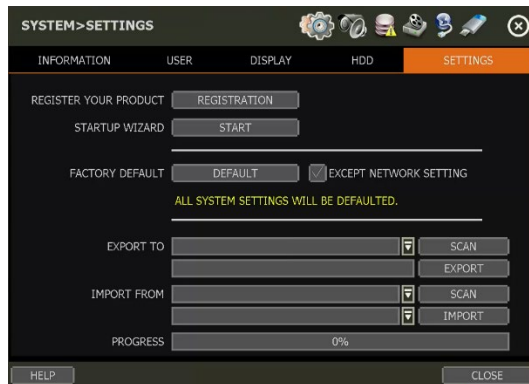 SYSTEM>SETTINGS
INFORMATION USER DISPLAY HDD SETTINGS
REGISTER YOUR PRODUCT REGISTRATION
STARTUP WIZARD START
FACTORY DEFAULT DEFAULT EXCEPT NETWORK SETTING
ALL SYSTEM SETTINGS WILL BE DEFAULTED.
EXPORT TO SCAN
EXPORT
IMPORT FROM SCAN
IMPORT
PROGRESS 0%
HELP CLOSE